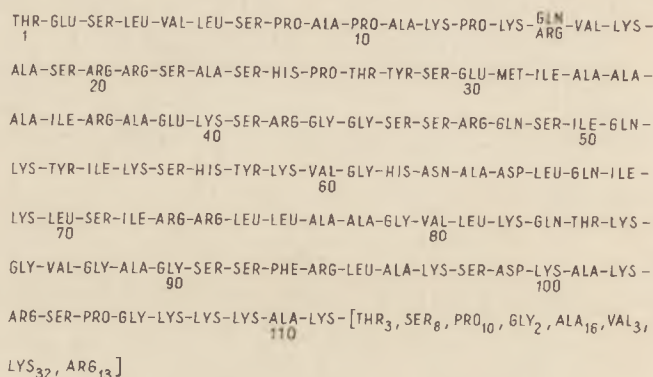 GLN
THR-GLU-SER-LEU-VAL-LEU-SER-PRO-ALA-PRO-ALA-LYS-PRO-LYS-ARG-VAL-LYS-
1 10
ALA-SER-ARG-ARG-SER-ALA-SER-HIS-PRO-THR-TYR-SER-GLU-MET-ILE-ALA-ALA-
20 30
ALA-ILE-ARG-ALA-GLU-LYS-SER-ARG-GLY-GLY-SER-SER-ARG-GLN-SER-ILE-GLN-
40 50
LYS-TYR-ILE-LYS-SER-HIS-TYR-LYS-VAL-GLY-HIS-ASN-ALA-ASP-LEU-GLN-ILE-
60
LYS-LEU-SER-ILE-ARG-ARG-LEU-LEU-ALA-ALA-GLY-VAL-LEU-LYS-GLN-THR-LYS-
70 80
GLY-VAL-GLY-ALA-GLY-SER-SER-PHE-ARG-LEU-ALA-LYS-SER-ASP-LYS-ALA-LYS-
90 100
ARG-SER-PRO-GLY-LYS-LYS-LYS-ALA-LYS-[THR3, SER8, PRO10, GLY2, ALA16, VAL3,
110
LYS32, ARG13]